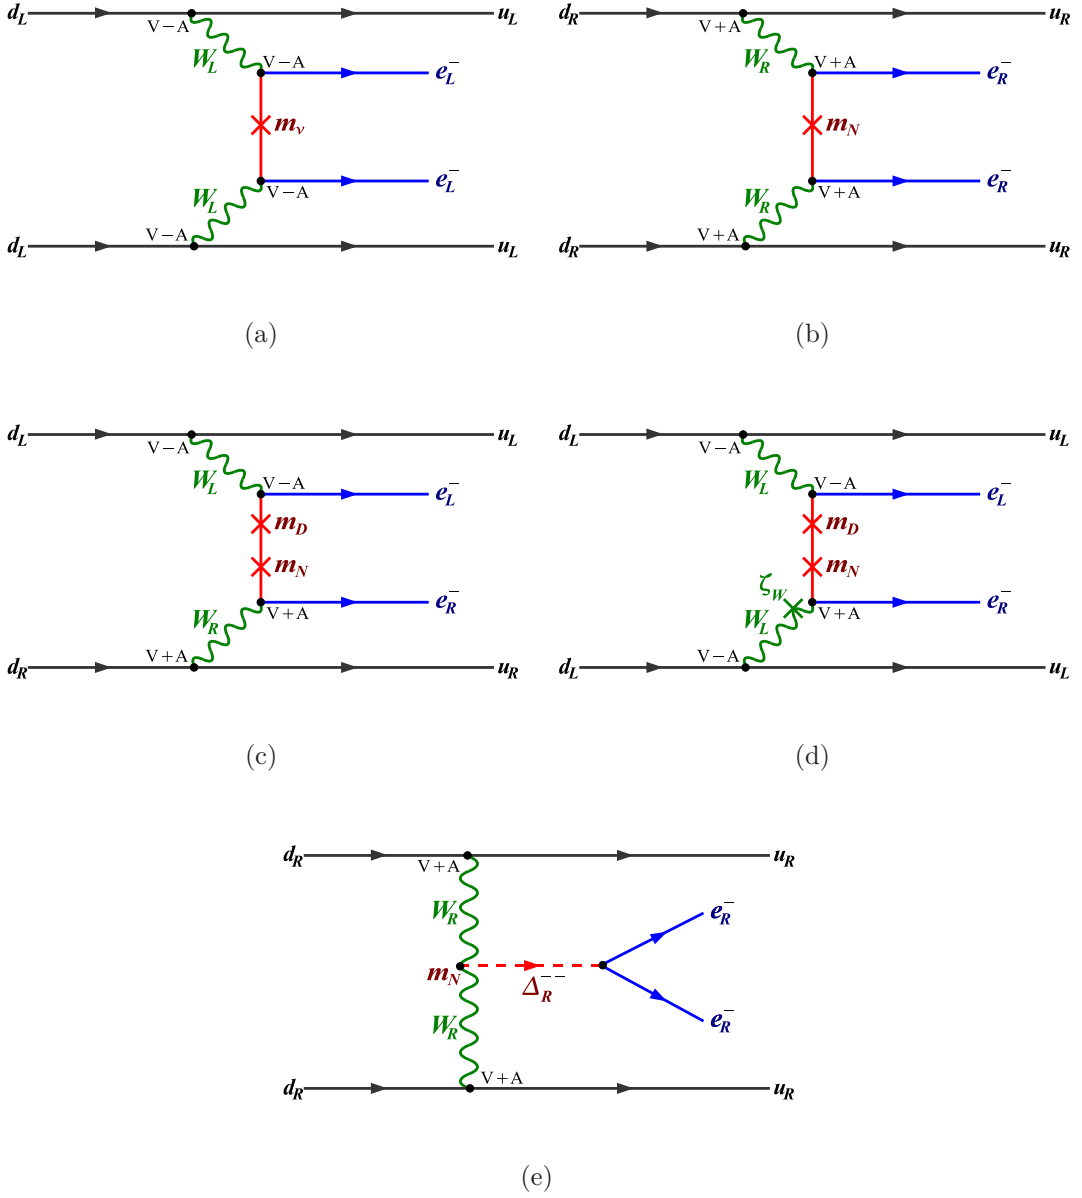 d_L V−A u_L
W_L V−A e_L^−
m_ν
W_L V−A e_L^−
d_L V−A u_L
(a)
d_R V+A u_R
W_R V+A e_R^−
m_N
W_R V+A e_R^−
d_R V+A u_R
(b)
d_L V−A u_L
W_L V−A e_L^−
m_D
m_N
W_R V+A e_R^−
d_R V+A u_R
(c)
d_L V−A u_L
W_L V−A e_L^−
m_D
m_N
ζ_W
W_L V+A e_R^−
d_L V−A u_L
(d)
d_R V+A u_R
W_R e_R^−
m_N Δ_R^−−
W_R e_R^−
d_R V+A u_R
(e)